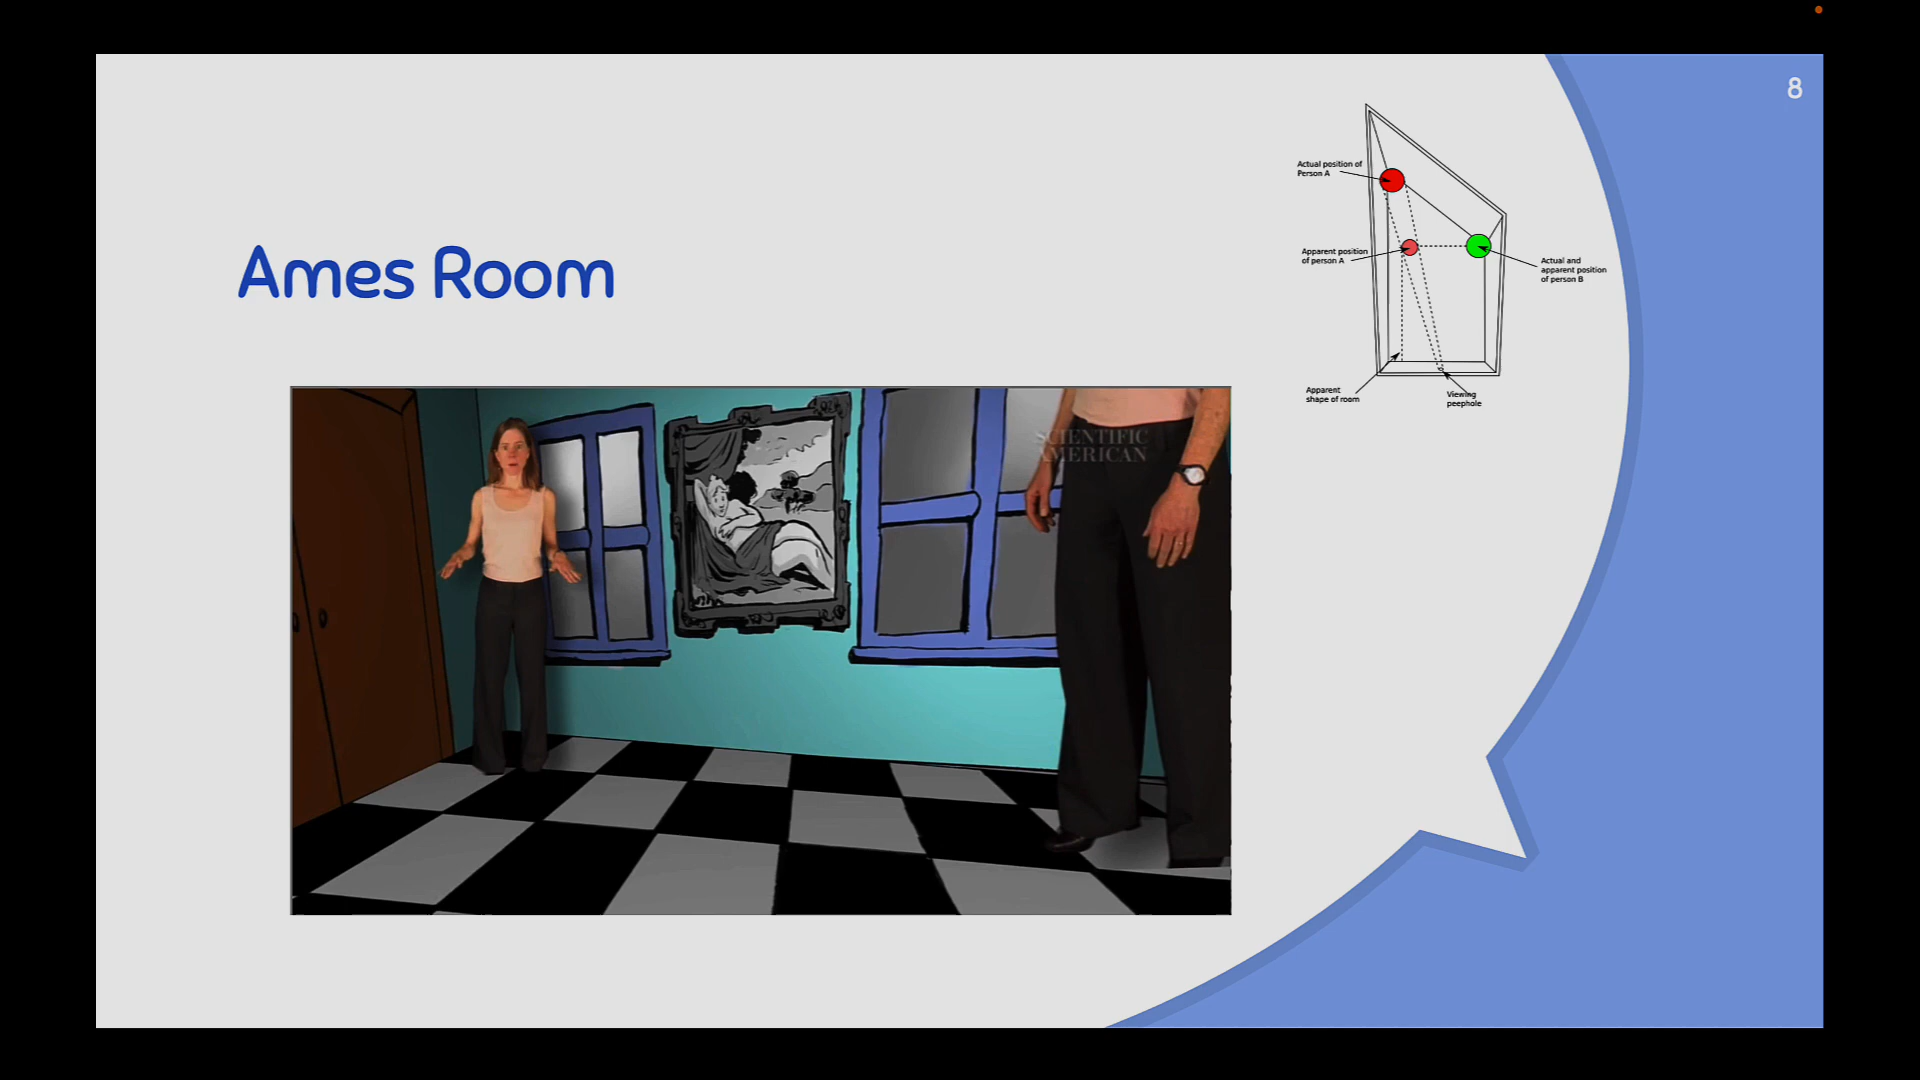 8
Ames Room
Actual position of
Person A
Apparent position
of person A
Actual and
apparent position
of person B
Apparent
shape of room
Viewing
peephole
SCIENTIFIC
AMERICAN